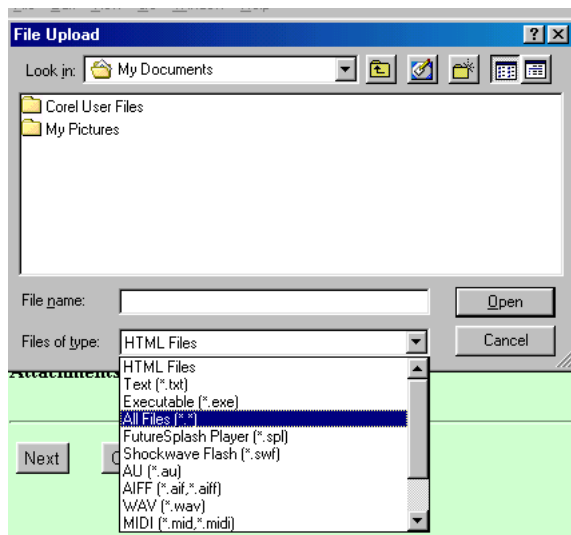 File Upload
Look in: My Documents
Corel User Files
My Pictures
File name:
Open
Files of type: HTML Files
Cancel
HTML Files
Text (*.txt)
Executable (*.exe)
All Files (*.*)
FutureSplash Player (*.spl)
Shockwave Flash (*.swf)
AU (*.au)
AIFF (*.aif,*.aiff)
WAV (*.wav)
MIDI (*.mid,*.midi)
Attachments
Next